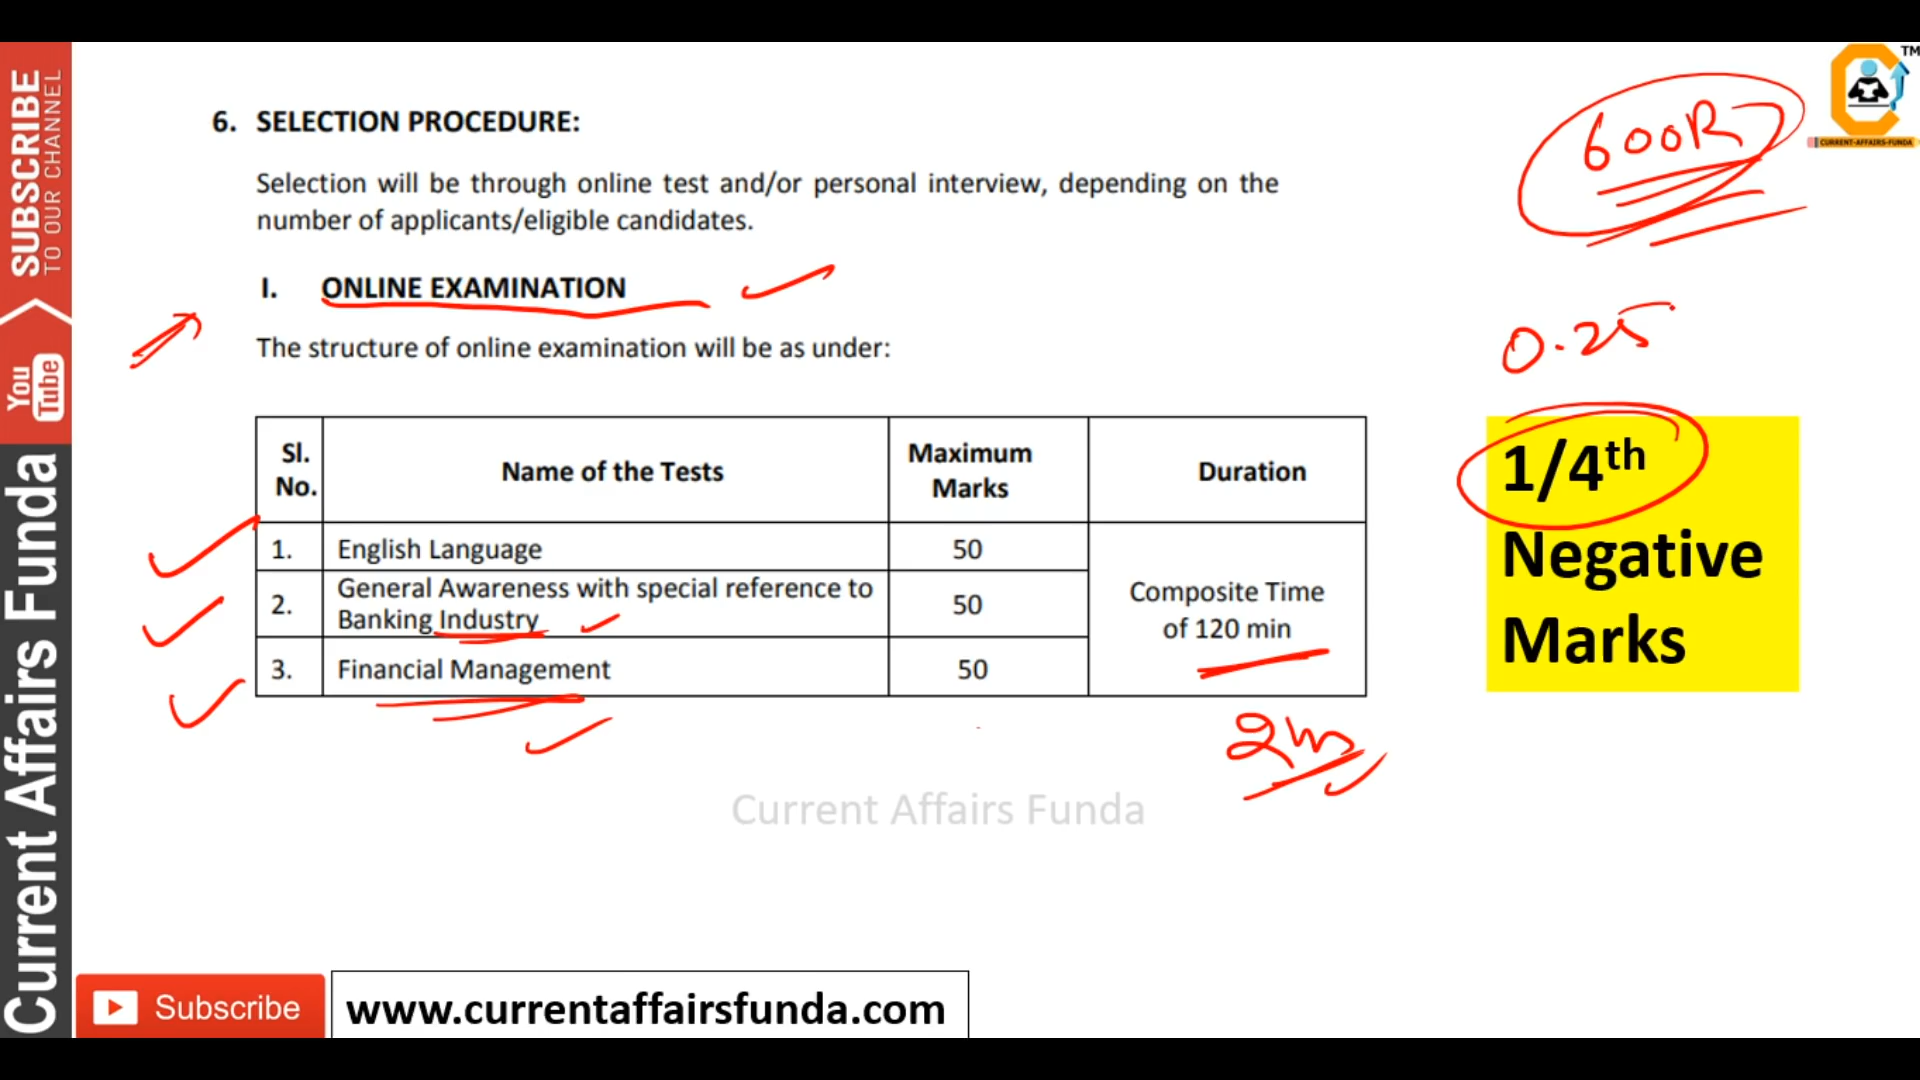 SUBSCRIBE
TO OUR CHANNEL
You
Tube
Current Affairs Funda
TM
CURRENT-AFFAIRS-FUNDA
6. SELECTION PROCEDURE:
Selection will be through online test and/or personal interview, depending on the
number of applicants/eligible candidates.
I. ONLINE EXAMINATION
The structure of online examination will be as under:
Sl.
No.
Name of the Tests
Maximum
Marks
Duration
1. English Language 50
2. General Awareness with special reference to
Banking Industry
50
3. Financial Management 50
Composite Time
of 120 min
0.25
1/4th
Negative
Marks
Current Affairs Funda
Subscribe
www.currentaffairsfunda.com